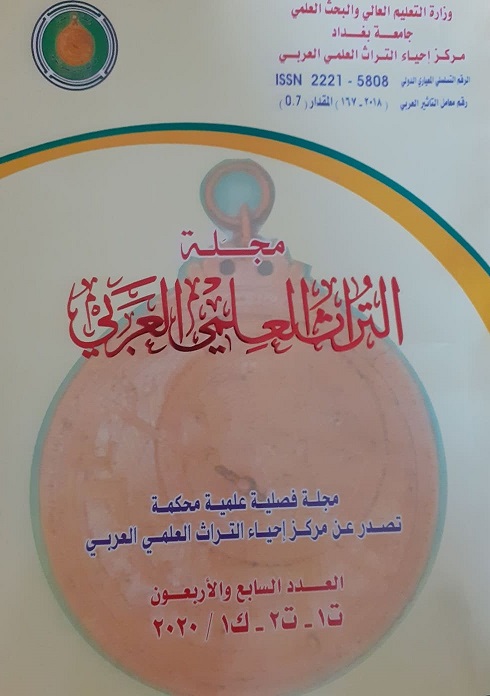 وزارة التعليم العالي والبحث العلمي
جامعة بغداد
مركز إحياء التراث العلمي العربي
الرقم التسلسلي المعياري الدولي ISSN 2221 - 5808
رقم معامل التأثير العربي (٢٠١٨-١٦٧) المقدار (0.7)
مجلة
التراث العلمي العربي
مجلة فصلية علمية محكمة
تصدر عن مركز إحياء التراث العلمي العربي
العدد السابع والأربعون
ت١ - ت٢ - ك١ / ٢٠٢٠